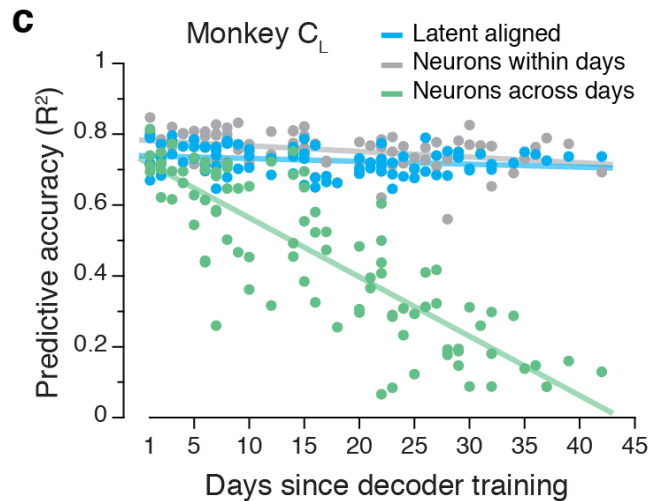 c
Monkey C_L
Latent aligned
Neurons within days
Neurons across days
Predictive accuracy (R²)
1
0.8
0.6
0.4
0.2
0
1 5 10 15 20 25 30 35 40 45
Days since decoder training